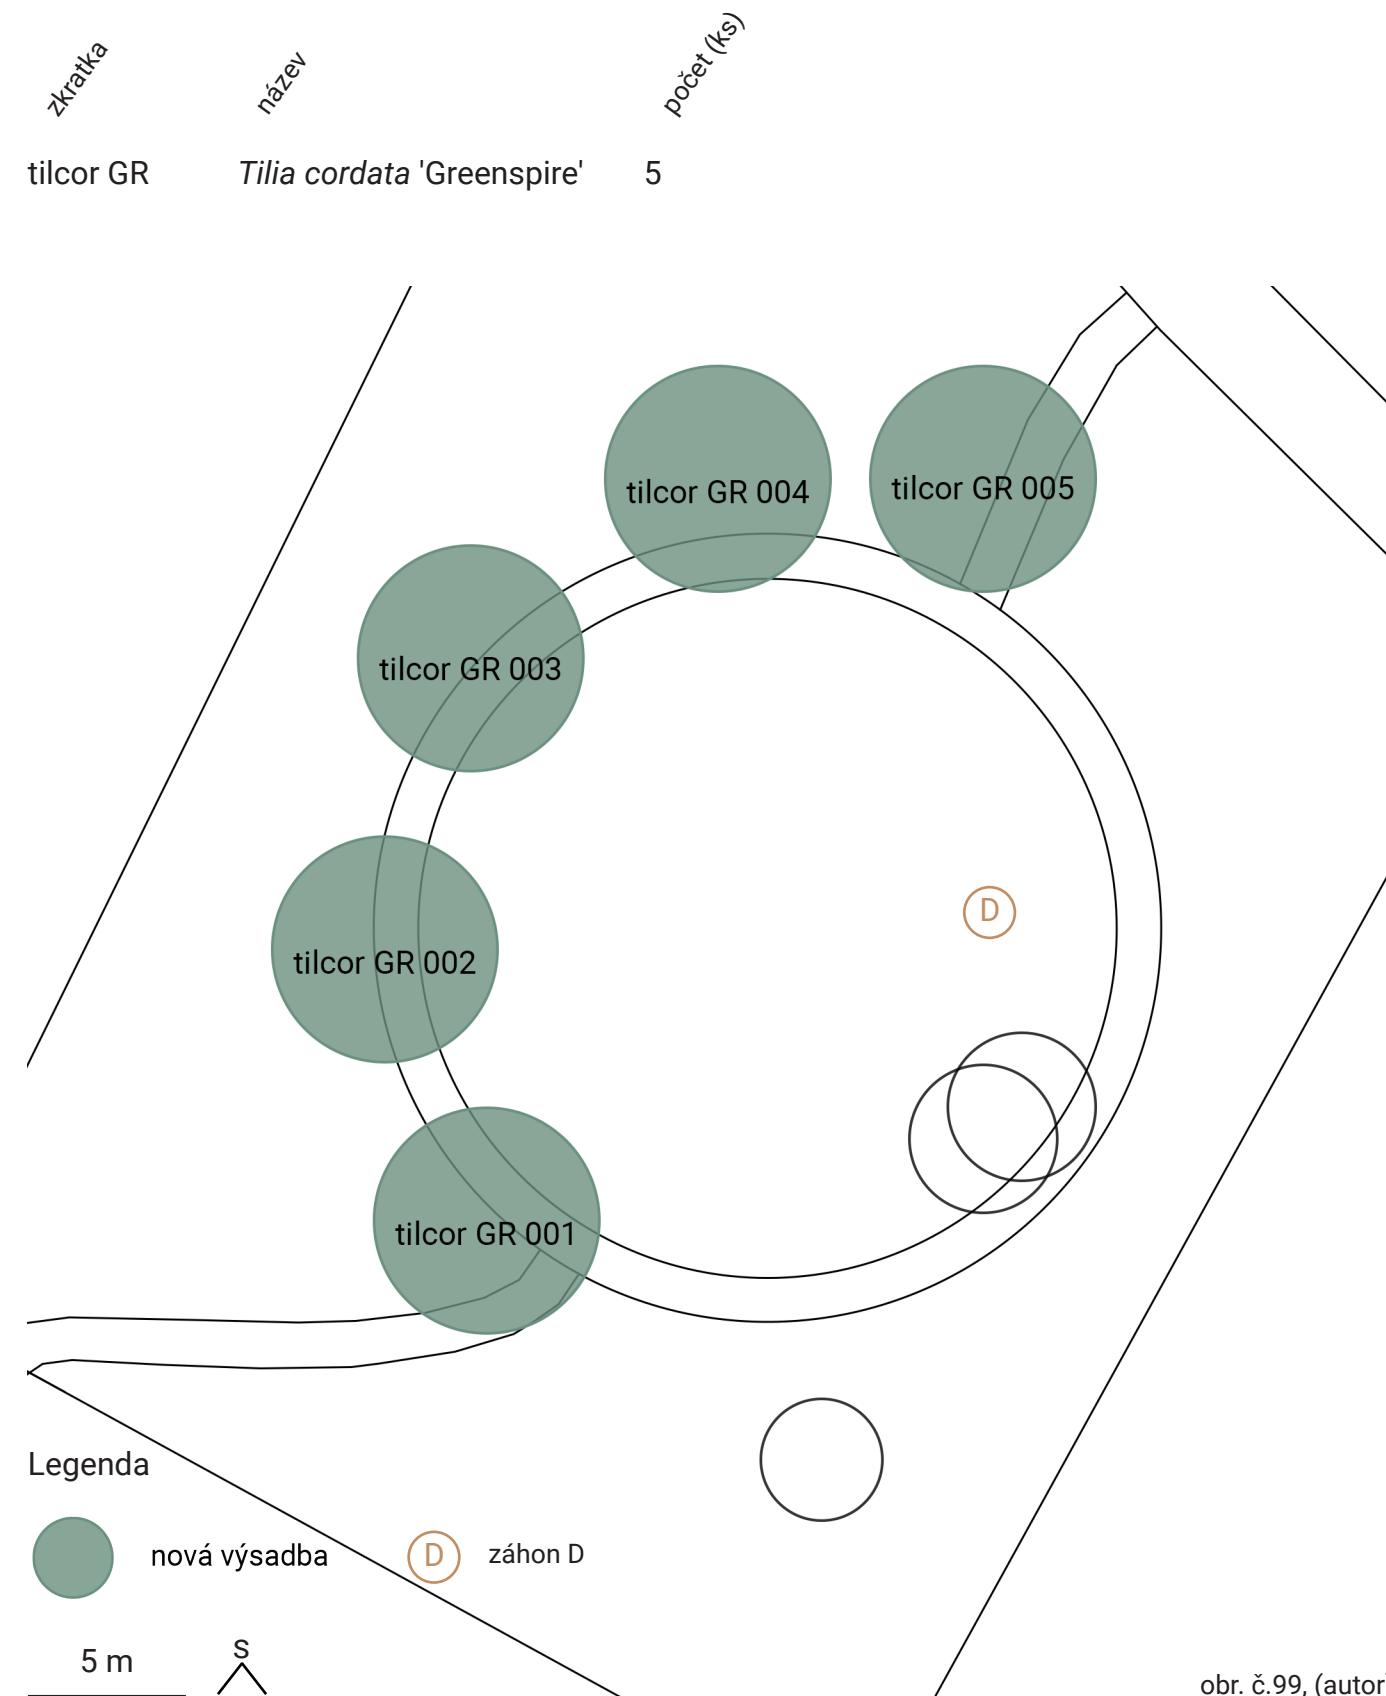 zkratka název počet (ks)
tilcor GR Tilia cordata 'Greenspire' 5
tilcor GR 004
tilcor GR 005
tilcor GR 003
D
tilcor GR 002
tilcor GR 001
Legenda
nová výsadba
D záhon D
5 m
S
obr. č.99, (autor